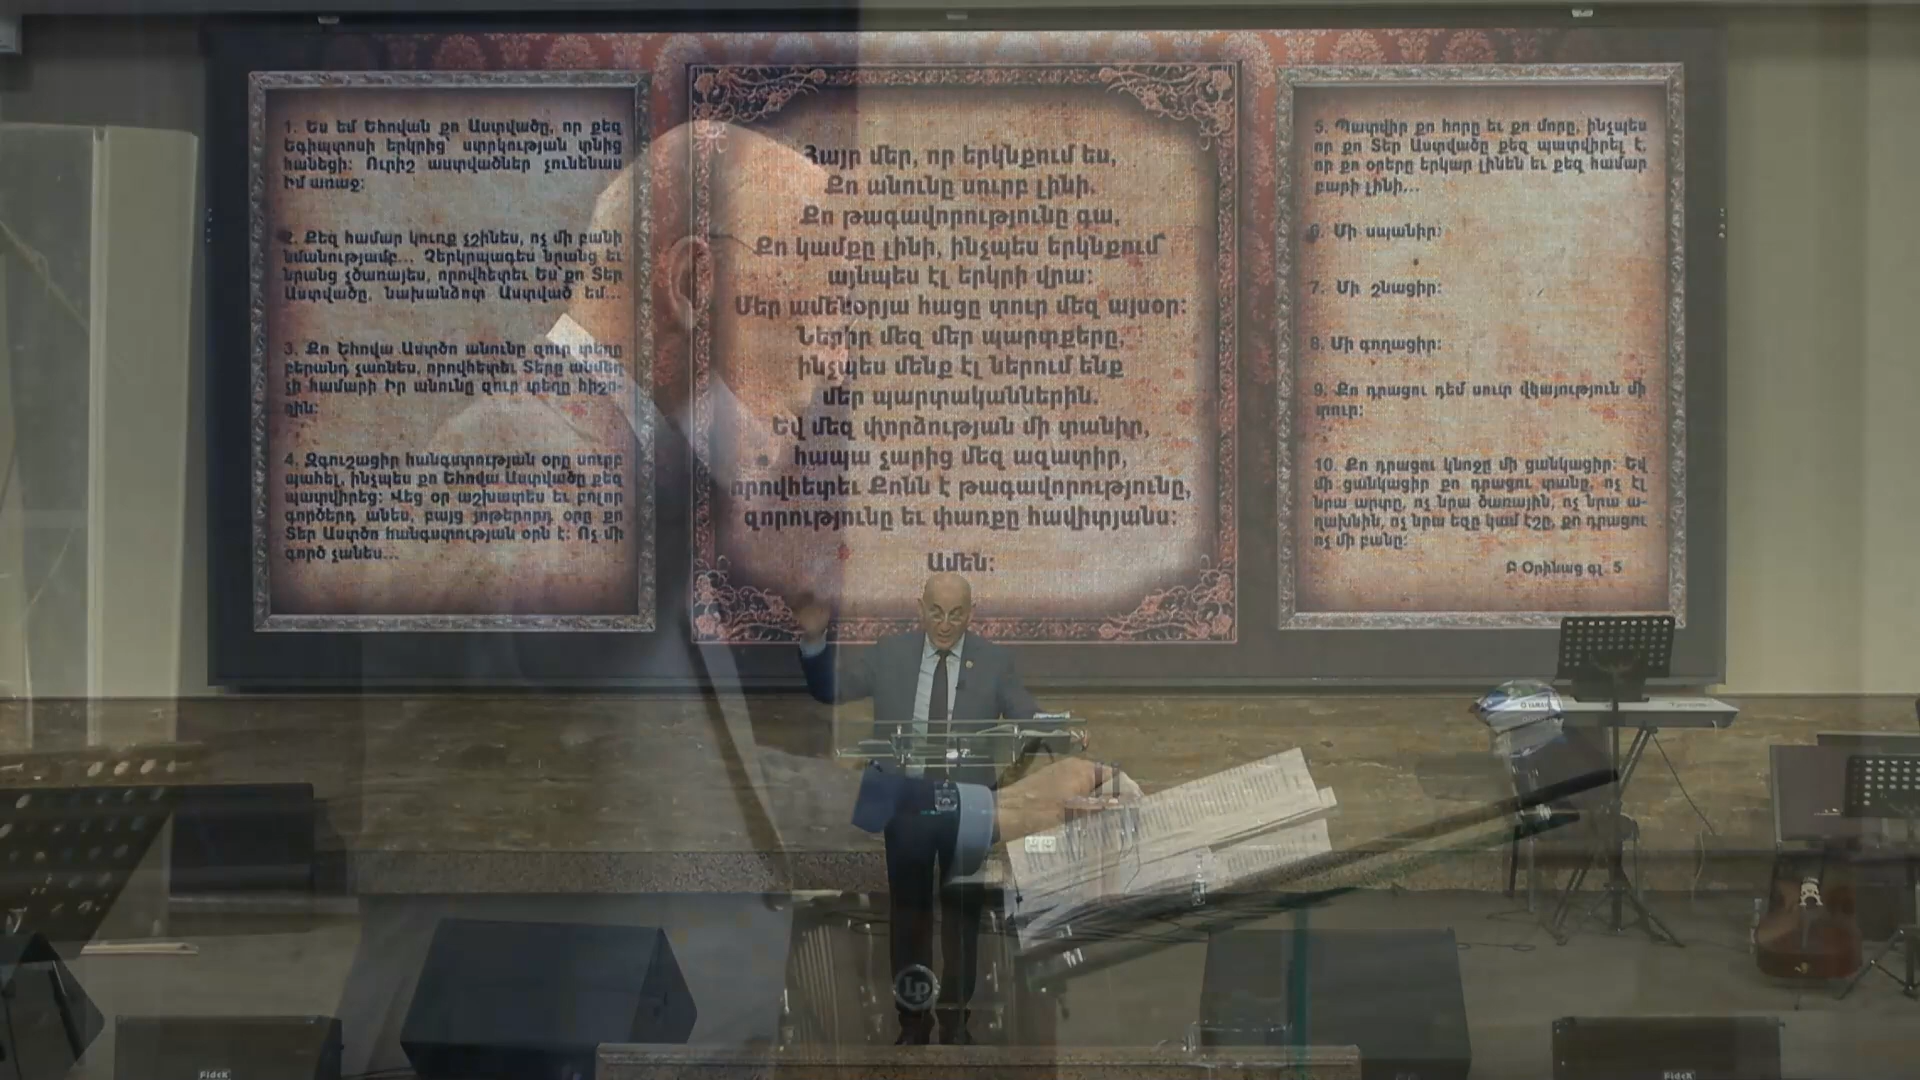 1. Ես եմ Եհովան քո Աստվածը, որ քեզ
Եգիպտոսի երկրից՝ ստրկության տնից
հանեցի: Ուրիշ աստվածներ չունենաս
Իմ առաջ:
2. Քեզ համար կուռք չշինես, ոչ մի բանի
նմանությամբ... Չերկրպագես նրանց եւ
նրանց չծառայես, որովհետեւ Ես քո Տեր
Աստվածը, նախանձոտ Աստված եմ...
3. Քո Եհովա Աստծո անունը զուր տեղը
բերանդ չառնես, որովհետեւ Տերը անմեղ
չի համարի Իր անունը զուր տեղը հիշո-
ղին:
4. Զգուշացիր հանգստության օրը սուրբ
պահել, ինչպես քո Եհովա Աստվածը քեզ
պատվիրեց: Վեց օր աշխատես եւ բոլոր
գործերդ անես, բայց յոթերորդ օրը քո
Տեր Աստծո հանգստության օրն է: Ոչ մի
գործ չանես...
Հայր մեր, որ երկնքում ես,
Քո անունը սուրբ լինի.
Քո թագավորությունը գա,
Քո կամքը լինի, ինչպես երկնքում՝
այնպես էլ երկրի վրա:
Մեր ամենօրյա հացը տուր մեզ այսօր:
Ներիր մեզ մեր պարտքերը,
ինչպես մենք էլ ներում ենք
մեր պարտականներին.
Եվ մեզ փորձության մի տանիր,
հապա չարից մեզ ազատիր,
որովհետեւ Քոնն է թագավորությունը,
զորությունը եւ փառքը հավիտյանս:
Ամեն:
5. Պատվիր քո հորը եւ քո մորը, ինչպես
որ քո Տեր Աստվածը քեզ պատվիրել է,
որ քո օրերը երկար լինեն եւ քեզ համար
բարի լինի...
6. Մի սպանիր:
7. Մի շնացիր:
8. Մի գողացիր:
9. Քո դրացու դեմ սուտ վկայություն մի
տուր:
10. Քո դրացու կնոջը մի ցանկացիր: Եվ
մի ցանկացիր քո դրացու տանը, ոչ էլ
նրա արտը, ոչ նրա ծառային, ոչ նրա ա-
ղախնին, ոչ նրա եզը կամ էշը, քո դրացու
ոչ մի բանը:
Բ Օրինաց գլ. 5
LP
Fidek
Fidek